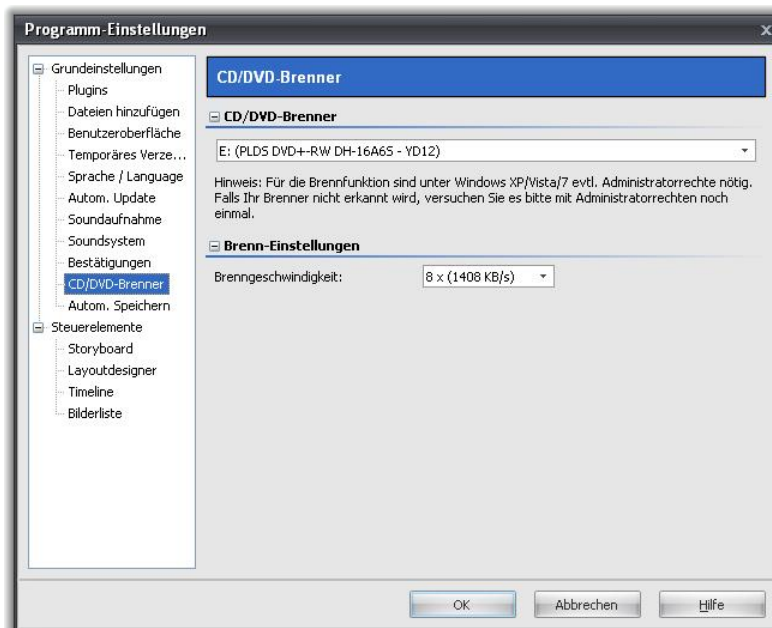 Programm-Einstellungen
x
Grundeinstellungen
Plugins
Dateien hinzufügen
Benutzeroberfläche
Temporäres Verze...
Sprache / Language
Autom. Update
Soundaufnahme
Soundsystem
Bestätigungen
CD/DVD-Brenner
Autom. Speichern
Steuerelemente
Storyboard
Layoutdesigner
Timeline
Bilderliste
CD/DVD-Brenner
CD/DVD-Brenner
E: (PLDS DVD+-RW DH-16A6S - YD12)
Hinweis: Für die Brennfunktion sind unter Windows XP/Vista/7 evtl. Administratorrechte nötig.
Falls Ihr Brenner nicht erkannt wird, versuchen Sie es bitte mit Administratorrechten noch
einmal.
Brenn-Einstellungen
Brenngeschwindigkeit: 8 x (1408 KB/s)
OK Abbrechen Hilfe